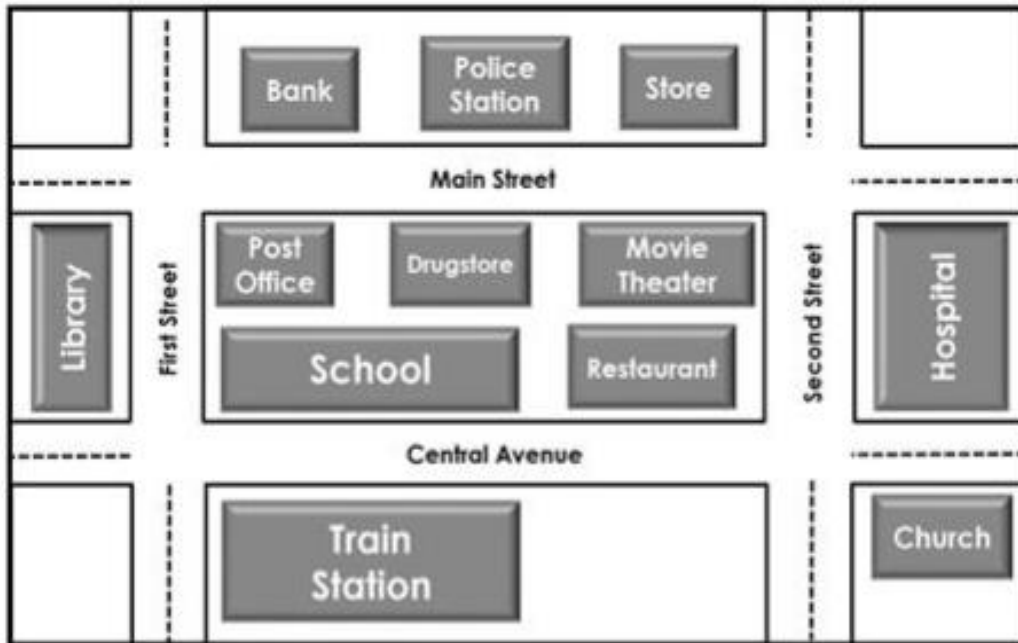 Bank
Police
Station
Store
Main Street
Library
First Street
Post
Office
Drugstore
Movie
Theater
School
Restaurant
Second Street
Hospital
Central Avenue
Train
Station
Church